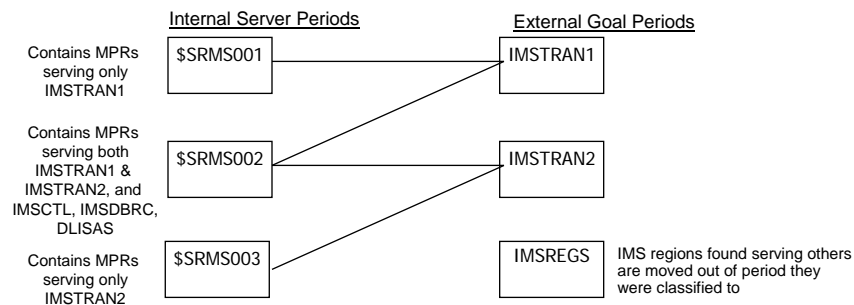 Internal Server Periods
External Goal Periods
Contains MPRs
serving only
IMSTRAN1
$SRMS001
IMSTRAN1
Contains MPRs
serving both
IMSTRAN1 &
IMSTRAN2, and
IMSCTL, IMSDBRC,
DLISAS
$SRMS002
IMSTRAN2
Contains MPRs
serving only
IMSTRAN2
$SRMS003
IMSREGS
IMS regions found serving others
are moved out of period they
were classified to